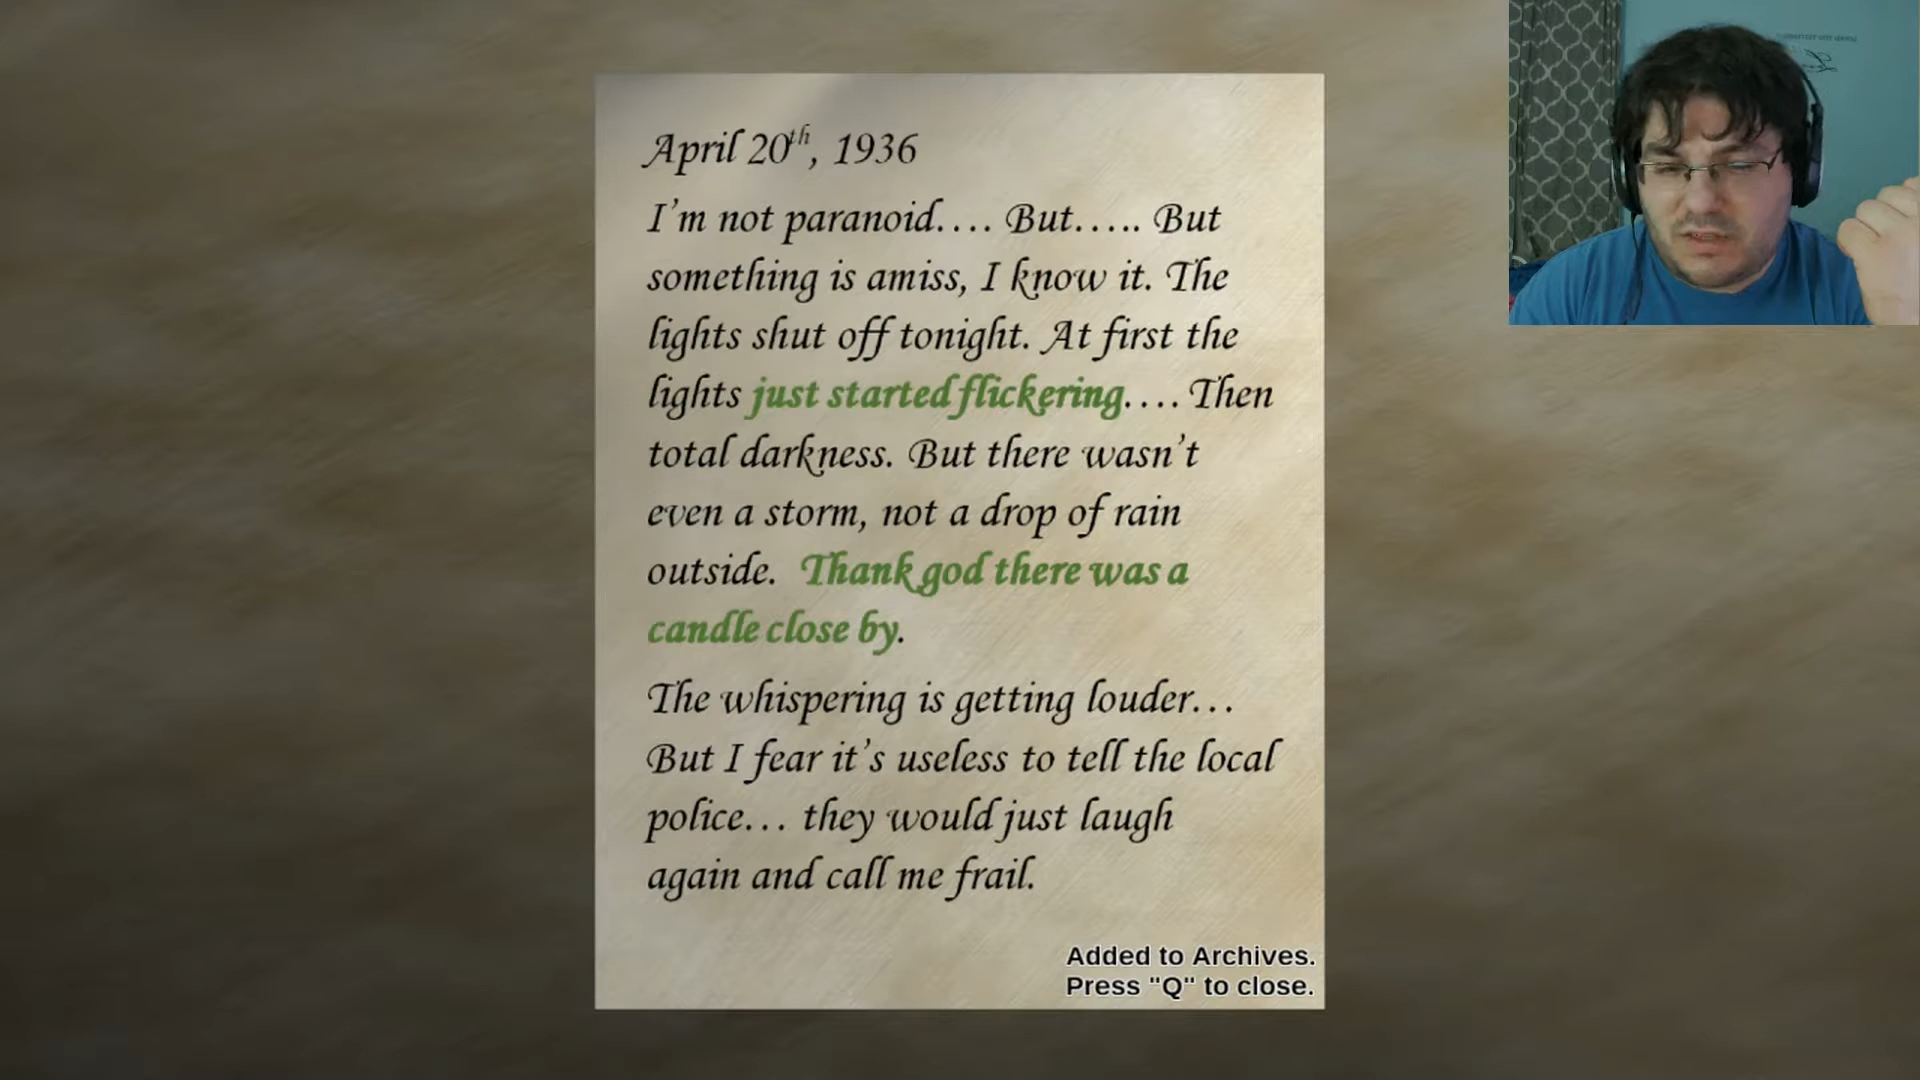 April 20th, 1936
I'm not paranoid.... But..... But
something is amiss, I know it. The
lights shut off tonight. At first the
lights just started flickering.... Then
total darkness. But there wasn't
even a storm, not a drop of rain
outside.  Thank god there was a
candle close by.
The whispering is getting louder...
But I fear it's useless to tell the local
police... they would just laugh
again and call me frail.
Added to Archives.
Press "Q" to close.